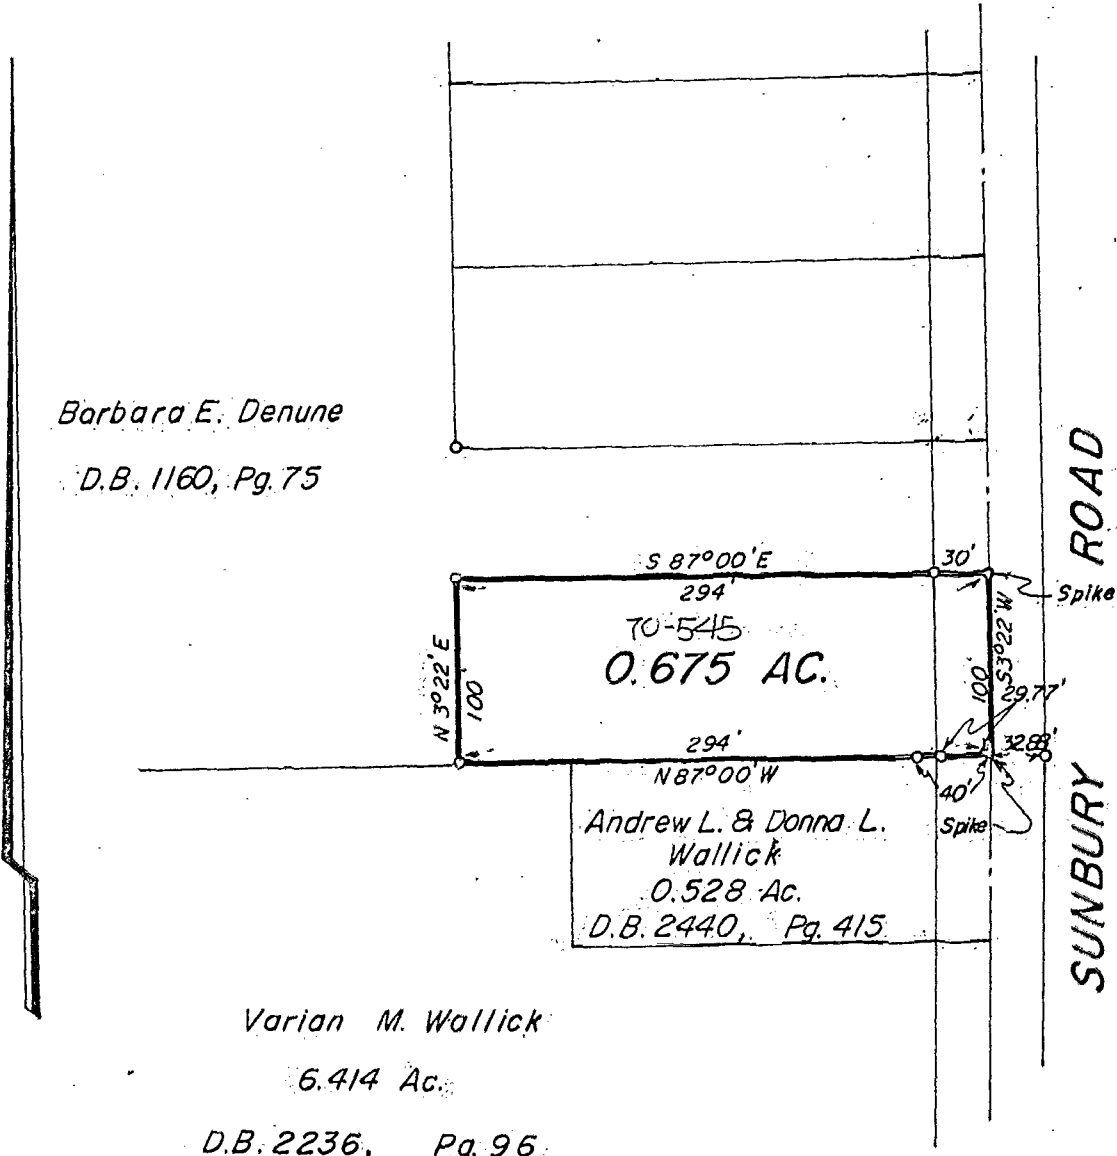 Barbara E. Denune
D.B. 1160, Pg. 75
S 87°00'E
30'
294'
Spike
70-545
0.675 AC.
N 3°22' E
100'
100'
S 3°22' W
29.77'
294'
N 87°00' W
32.88'
40'
Spike
Andrew L. & Donna L.
Wallick
0.528 Ac.
D.B. 2440, Pg. 415
SUNBURY ROAD
Varian M. Wallick
6.414 Ac.
D.B. 2236, Pg. 96